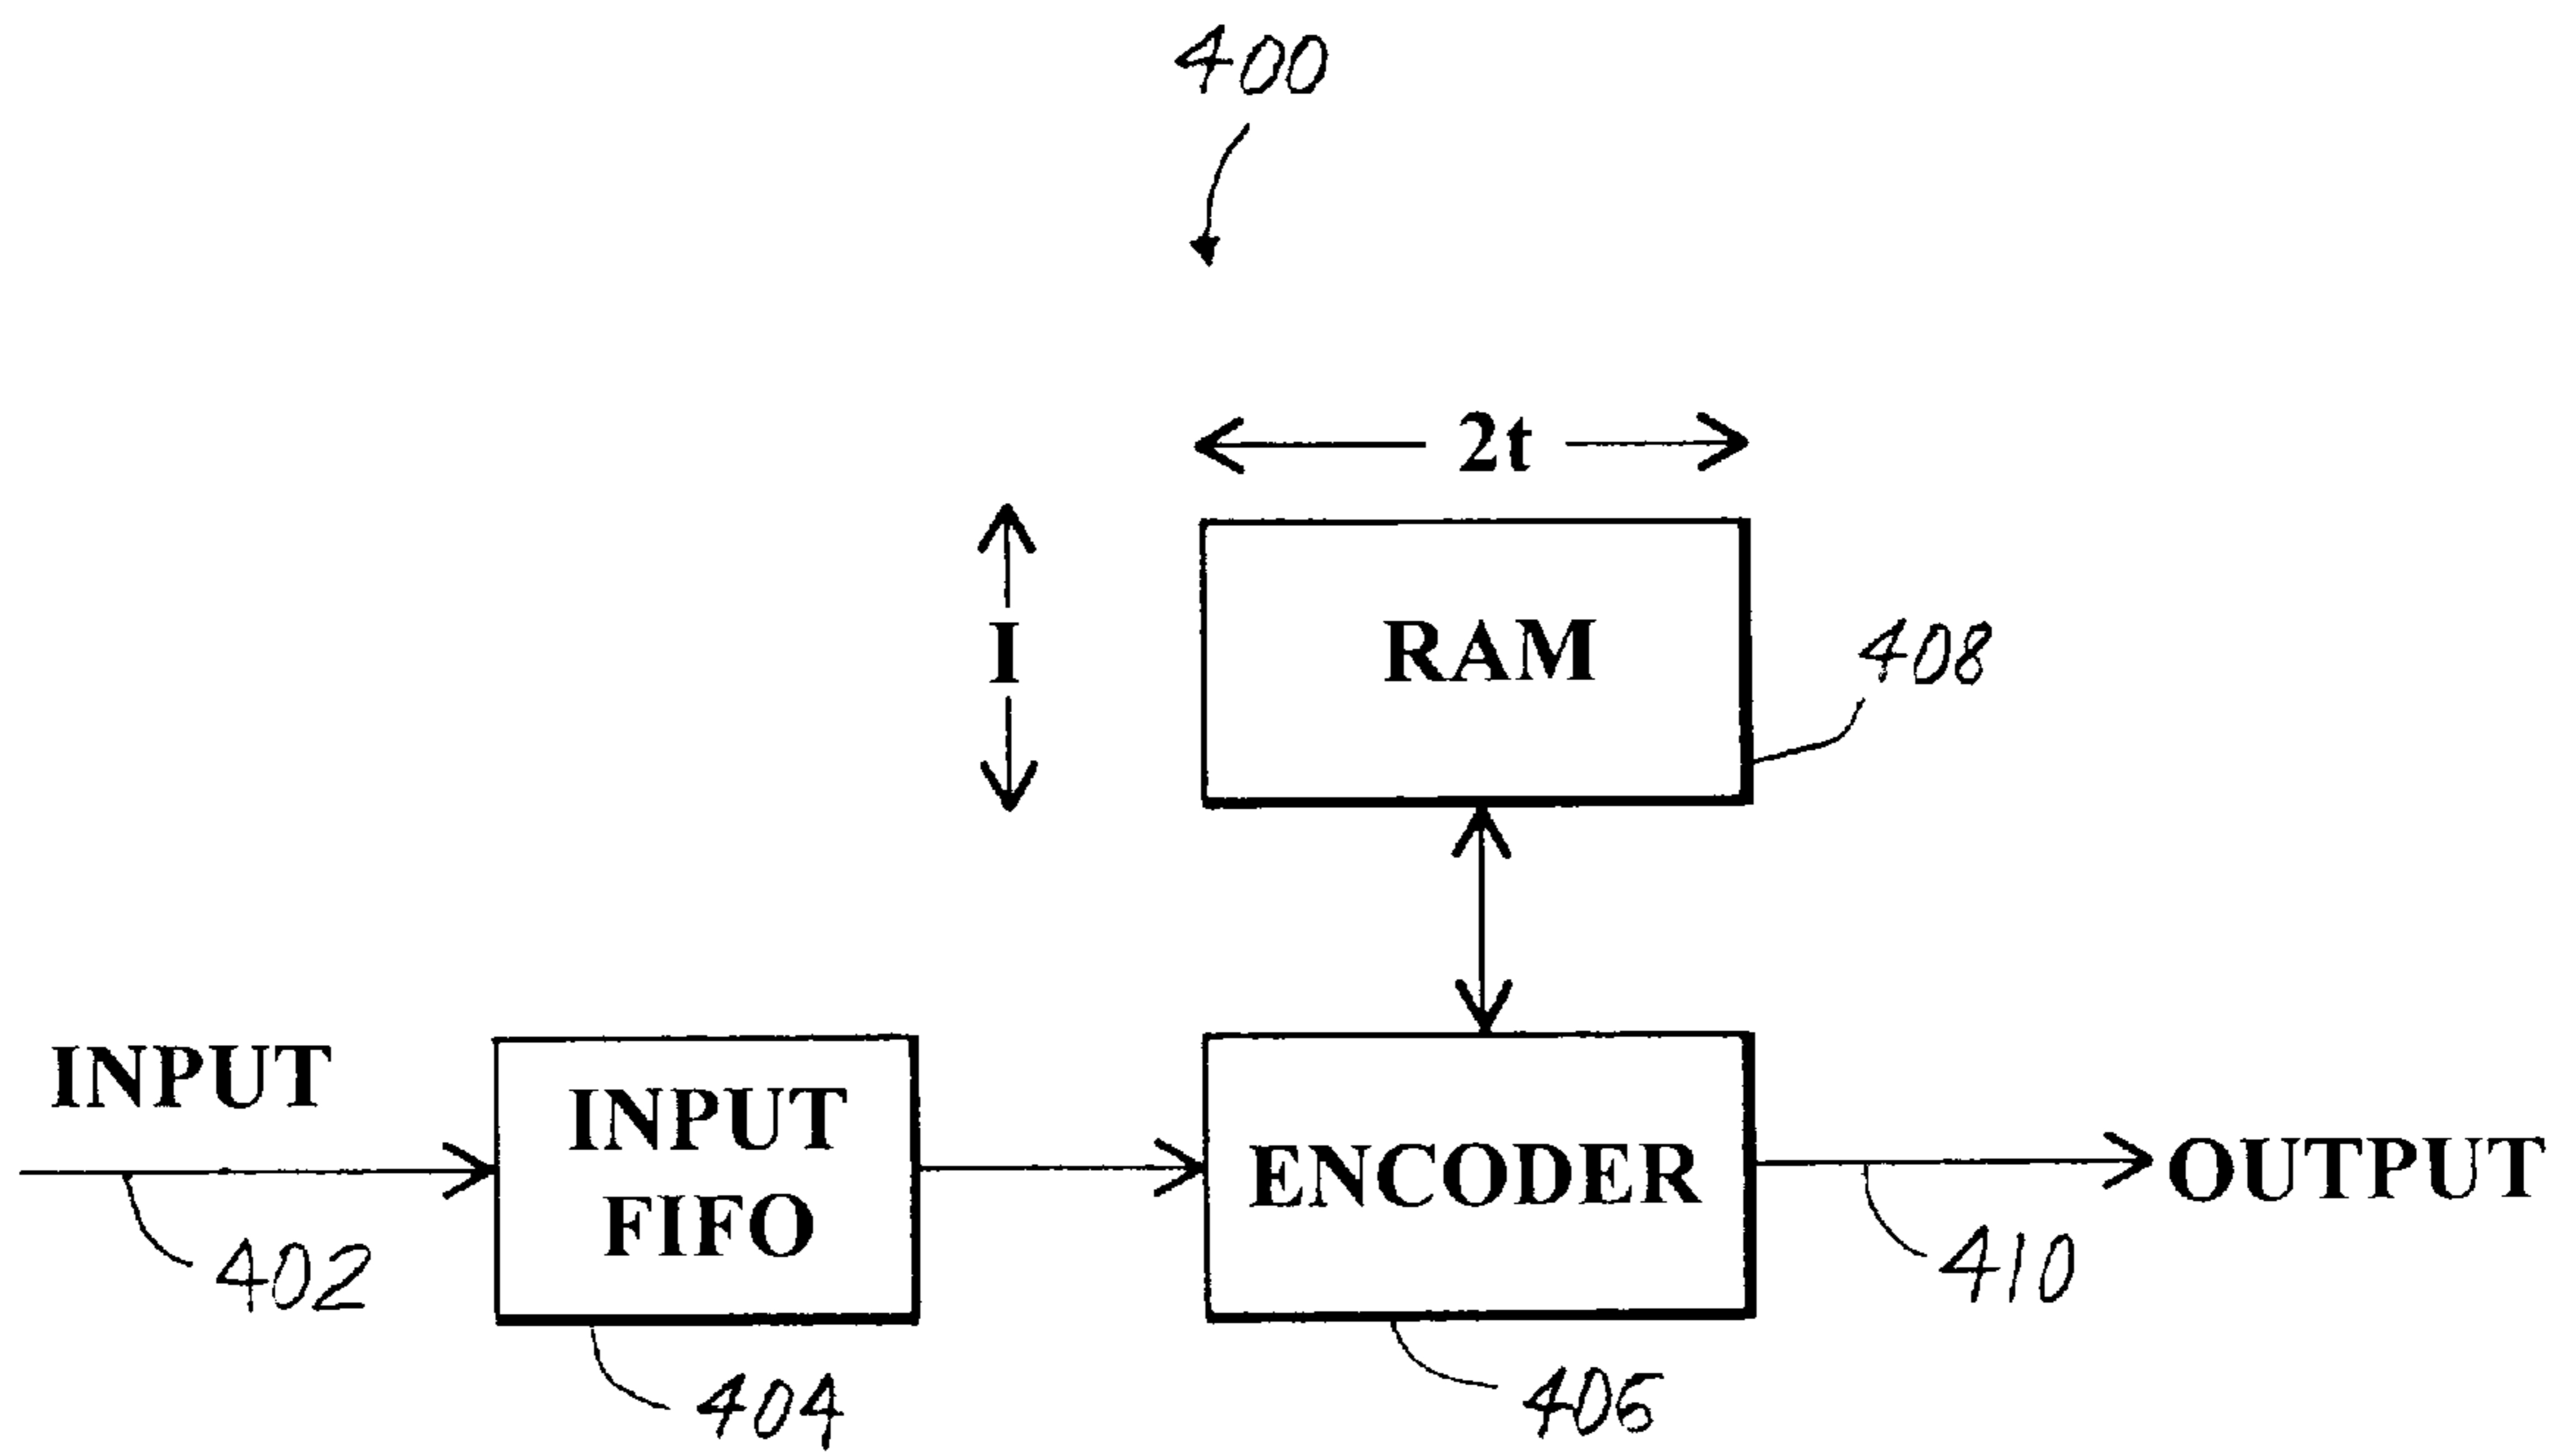 400
2t
I
RAM
408
INPUT
INPUT
FIFO
ENCODER
OUTPUT
402
410
404
406